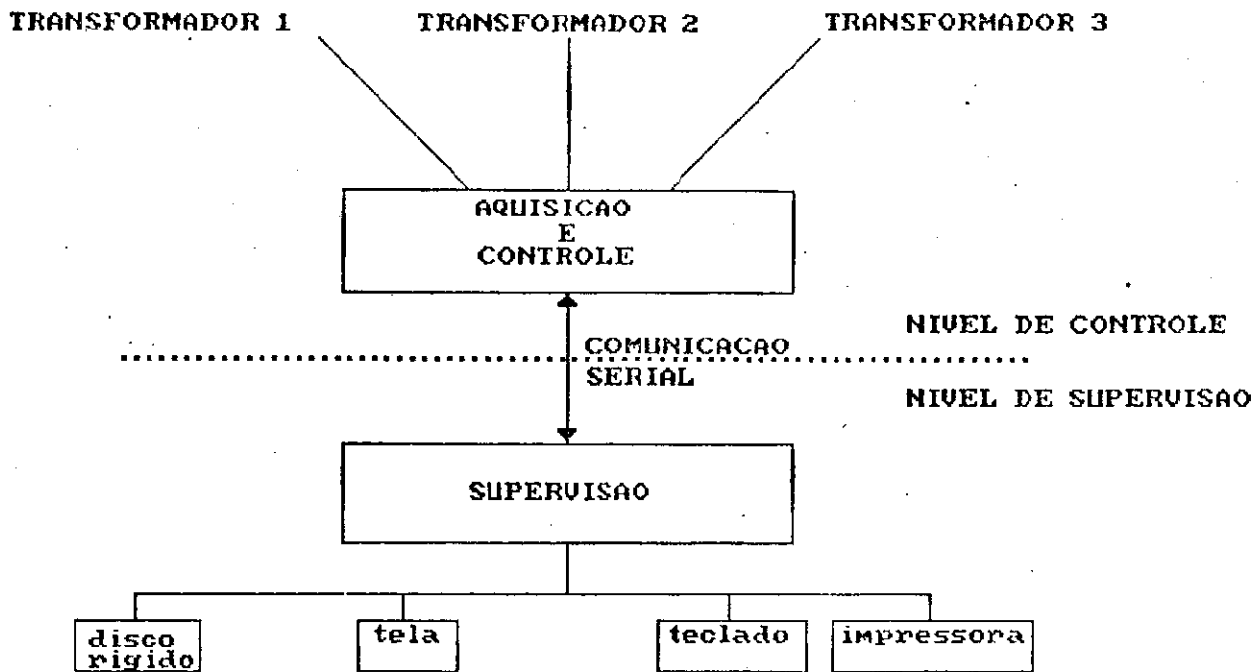 TRANSFORMADOR 1 TRANSFORMADOR 2 TRANSFORMADOR 3
AQUISICAO
E
CONTROLE
NIVEL DE CONTROLE
COMUNICACAO
SERIAL
NIVEL DE SUPERVISAO
SUPERVISAO
disco
rigido
tela
teclado
impressora